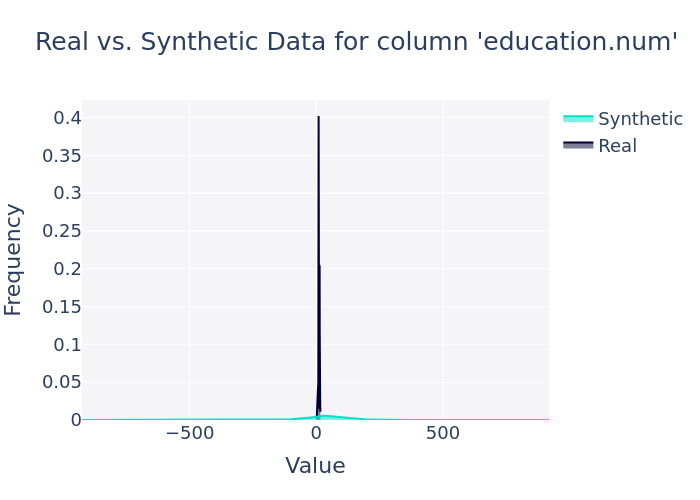 Real vs. Synthetic Data for column 'education.num'
Synthetic
Real
0.4
0.35
0.3
0.25
0.2
0.15
0.1
0.05
0
Frequency
−500
0
500
Value